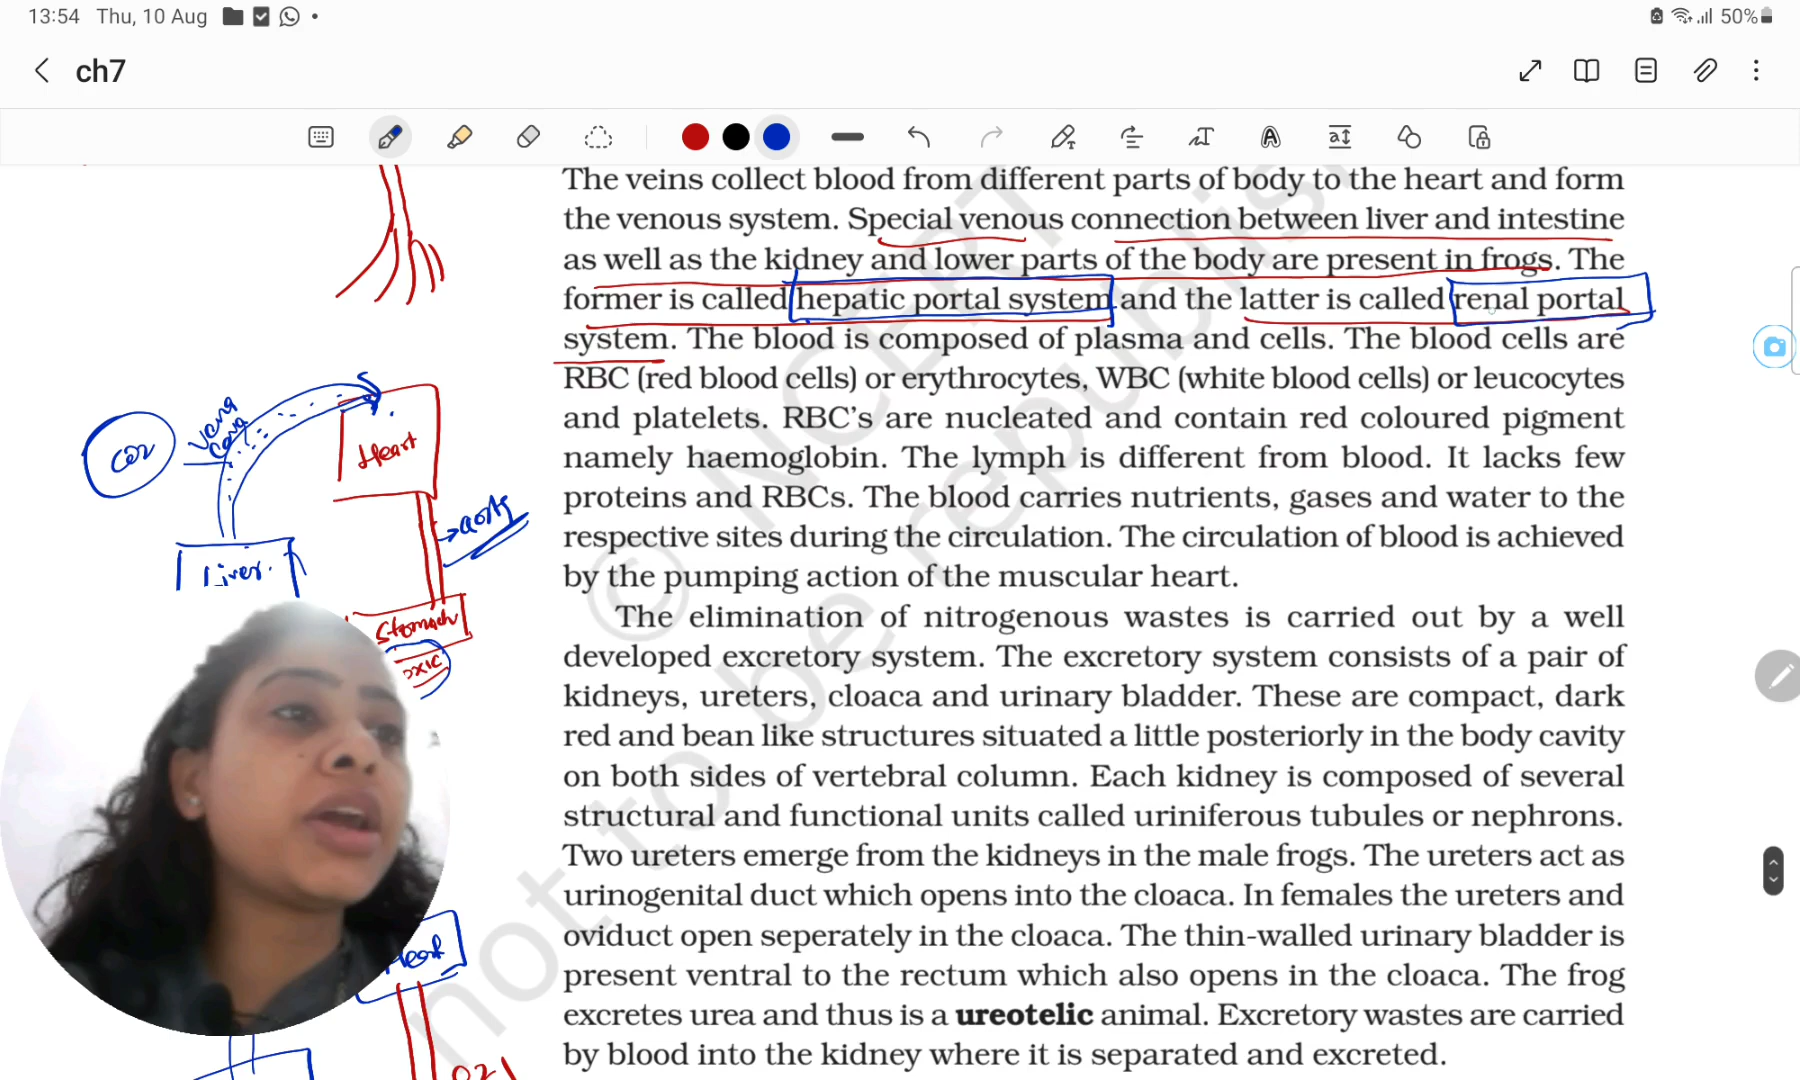 13:54 Thu, 10 Aug
50%
ch7
The veins collect blood from different parts of body to the heart and form
the venous system. Special venous connection between liver and intestine
as well as the kidney and lower parts of the body are present in frogs. The
former is called hepatic portal system and the latter is called renal portal
system. The blood is composed of plasma and cells. The blood cells are
RBC (red blood cells) or erythrocytes, WBC (white blood cells) or leucocytes
and platelets. RBC's are nucleated and contain red coloured pigment
namely haemoglobin. The lymph is different from blood. It lacks few
proteins and RBCs. The blood carries nutrients, gases and water to the
respective sites during the circulation. The circulation of blood is achieved
by the pumping action of the muscular heart.
The elimination of nitrogenous wastes is carried out by a well
developed excretory system. The excretory system consists of a pair of
kidneys, ureters, cloaca and urinary bladder. These are compact, dark
red and bean like structures situated a little posteriorly in the body cavity
on both sides of vertebral column. Each kidney is composed of several
structural and functional units called uriniferous tubules or nephrons.
Two ureters emerge from the kidneys in the male frogs. The ureters act as
urinogenital duct which opens into the cloaca. In females the ureters and
oviduct open seperately in the cloaca. The thin-walled urinary bladder is
present ventral to the rectum which also opens in the cloaca. The frog
excretes urea and thus is a ureotelic animal. Excretory wastes are carried
by blood into the kidney where it is separated and excreted.
© NCERT
not to be republis
CO2
Vena
Cava
Heart
aorta
Liver
Stomach
oxic
Heart
O2